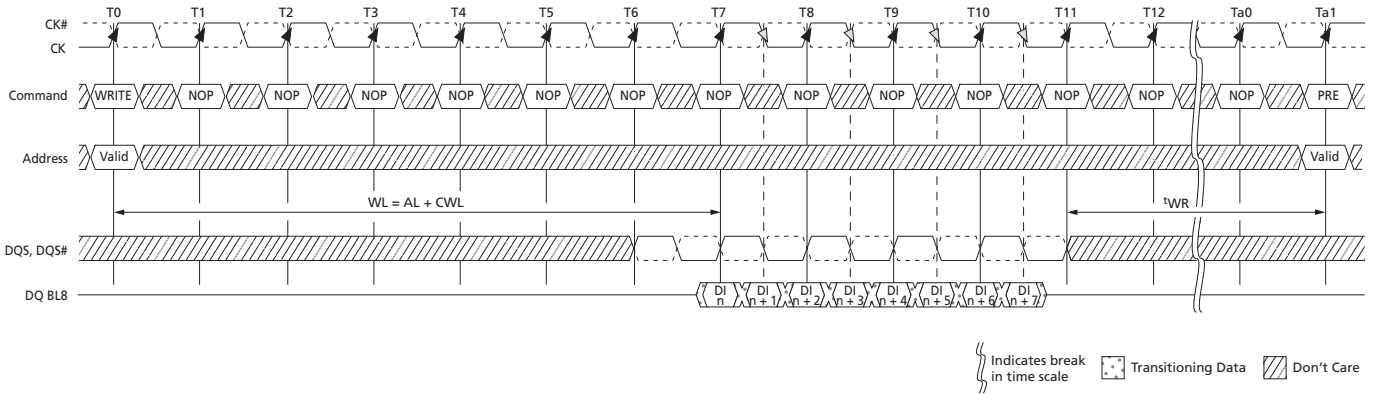 T0 T1 T2 T3 T4 T5 T6 T7 T8 T9 T10 T11 T12 Ta0 Ta1
CK#
CK
Command WRITE NOP NOP NOP NOP NOP NOP NOP NOP NOP NOP NOP NOP NOP PRE
Address Valid Valid
WL = AL + CWL tWR
DQS, DQS#
DQ BL8 DI n DI n + 1 DI n + 2 DI n + 3 DI n + 4 DI n + 5 DI n + 6 DI n + 7
Indicates break in time scale Transitioning Data Don't Care